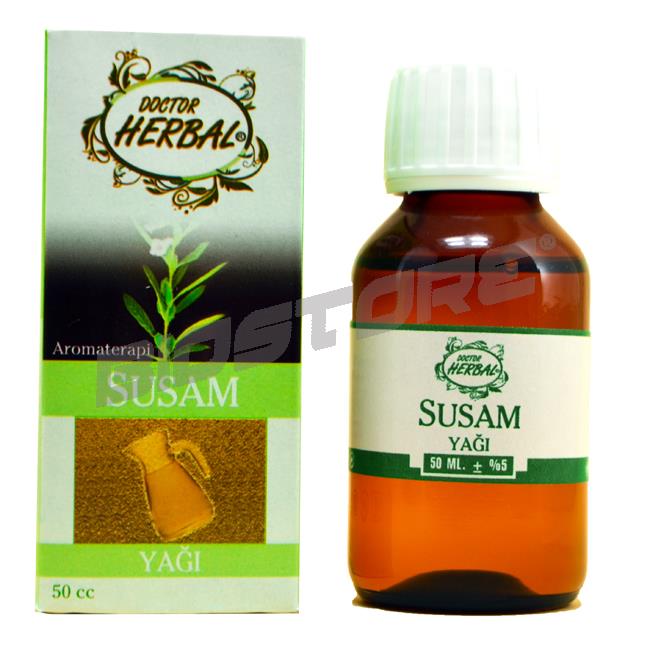 DOCTOR
HERBAL®
Aromaterapi
SUSAM
YAĞI
50 cc
DOCTOR
HERBAL®
SUSAM
YAĞI
50 ML. ± %5